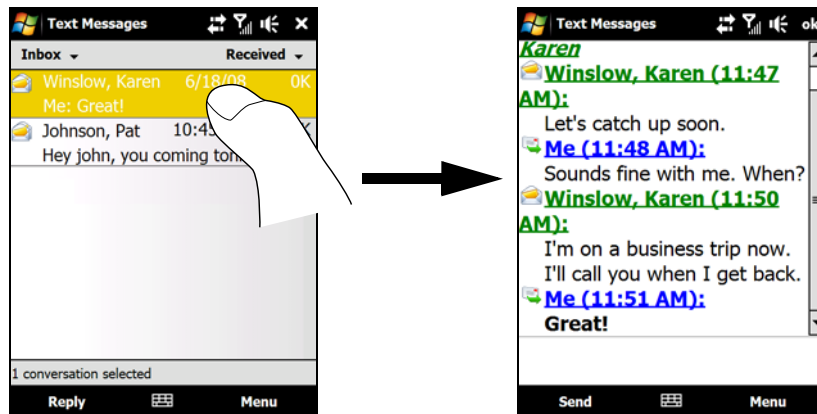 Text Messages
Inbox Received
Winslow, Karen 6/18/08 0K
Me: Great!
Johnson, Pat
Hey john, you coming
1 conversation selected
Reply Menu
Text Messages ok
Karen
Winslow, Karen (11:47
AM):
Let's catch up soon.
Me (11:48 AM):
Sounds fine with me. When?
Winslow, Karen (11:50
AM):
I'm on a business trip now.
I'll call you when I get back.
Me (11:51 AM):
Great!
Send Menu